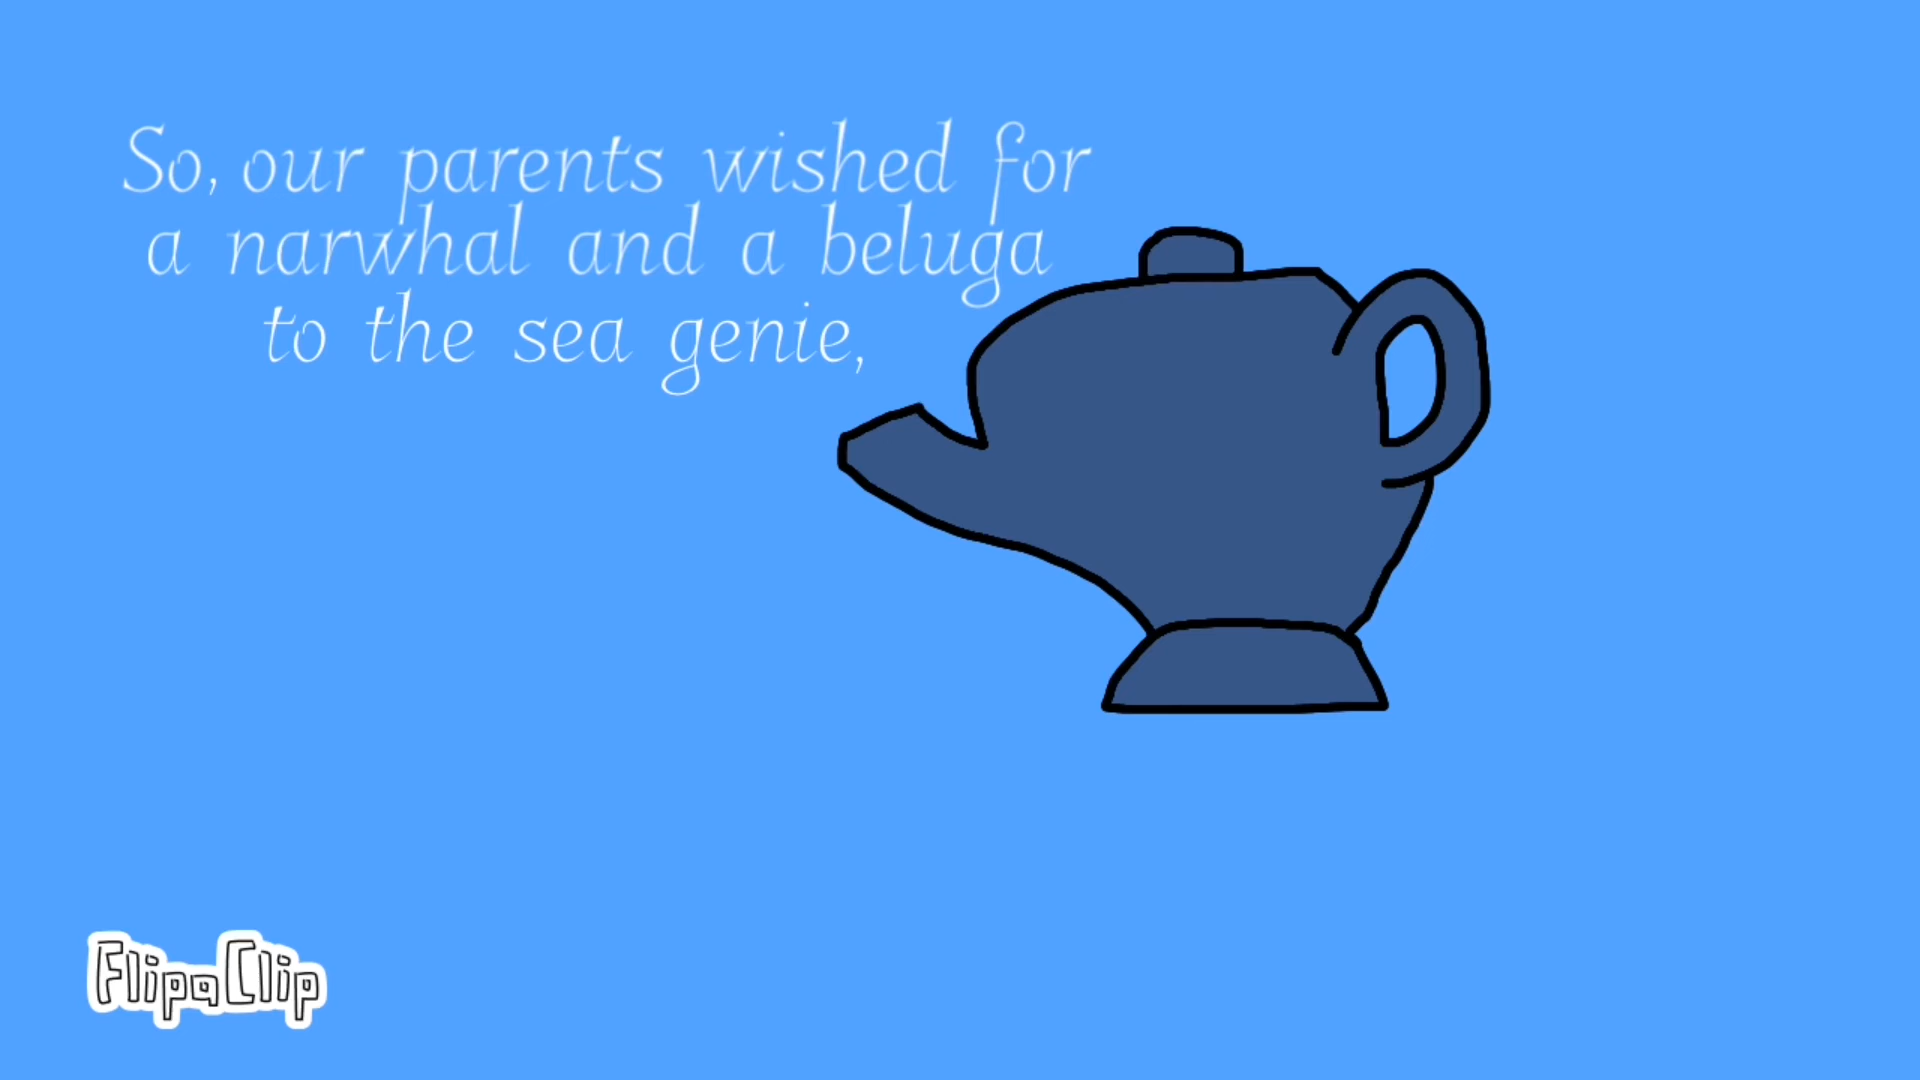 So, our parents wished for
a narwhal and a beluga
to the sea genie,
FlipaClip